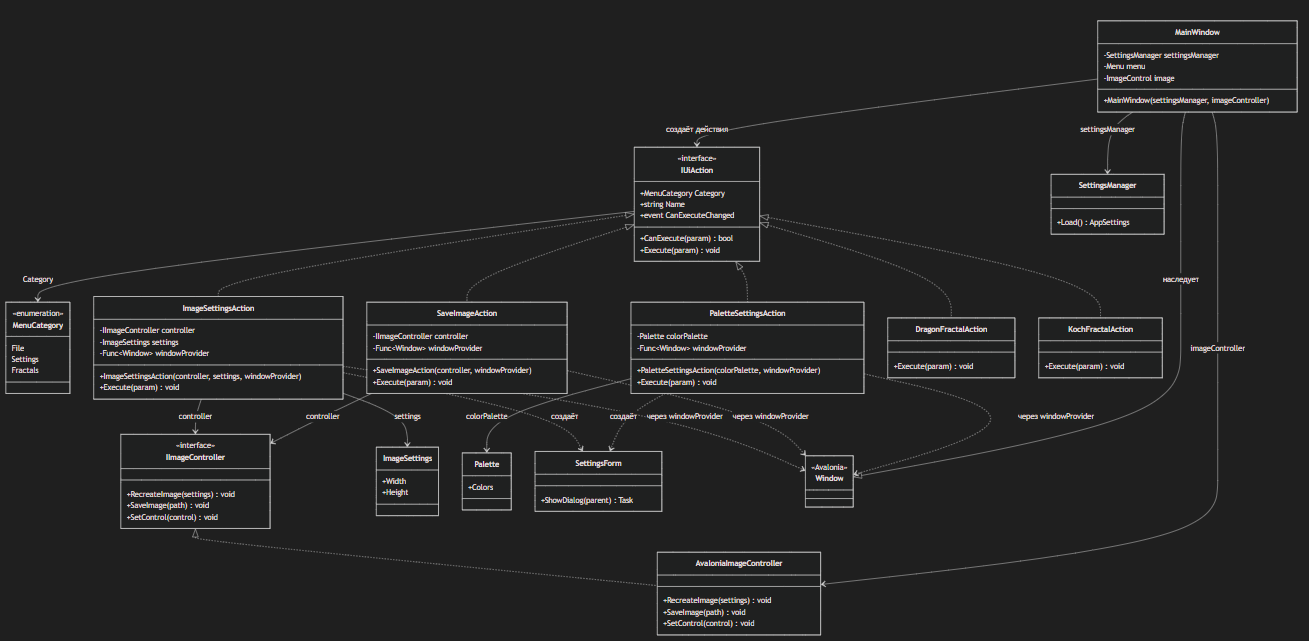 MainWindow
-SettingsManager settingsManager
-Menu menu
-ImageControl image
+MainWindow(settingsManager, imageController)
создаёт действия
settingsManager
«interface»
IUiAction
+MenuCategory Category
+string Name
+event CanExecuteChanged
+CanExecute(param) : bool
+Execute(param) : void
SettingsManager
+Load() : AppSettings
Category
наследует
«enumeration»
MenuCategory
File
Settings
Fractals
ImageSettingsAction
-IImageController controller
-ImageSettings settings
-Func<Window> windowProvider
+ImageSettingsAction(controller, settings, windowProvider)
+Execute(param) : void
SaveImageAction
-IImageController controller
-Func<Window> windowProvider
+SaveImageAction(controller, windowProvider)
+Execute(param) : void
PaletteSettingsAction
-Palette colorPalette
-Func<Window> windowProvider
+PaletteSettingsAction(colorPalette, windowProvider)
+Execute(param) : void
DragonFractalAction
+Execute(param) : void
KochFractalAction
+Execute(param) : void
imageController
controller
controller
settings
colorPalette
создаёт
создаёт
через windowProvider
через windowProvider
через windowProvider
«interface»
IImageController
+RecreateImage(settings) : void
+SaveImage(path) : void
+SetControl(control) : void
ImageSettings
+Width
+Height
Palette
+Colors
SettingsForm
+ShowDialog(parent) : Task
«Avalonia»
Window
AvaloniaImageController
+RecreateImage(settings) : void
+SaveImage(path) : void
+SetControl(control) : void